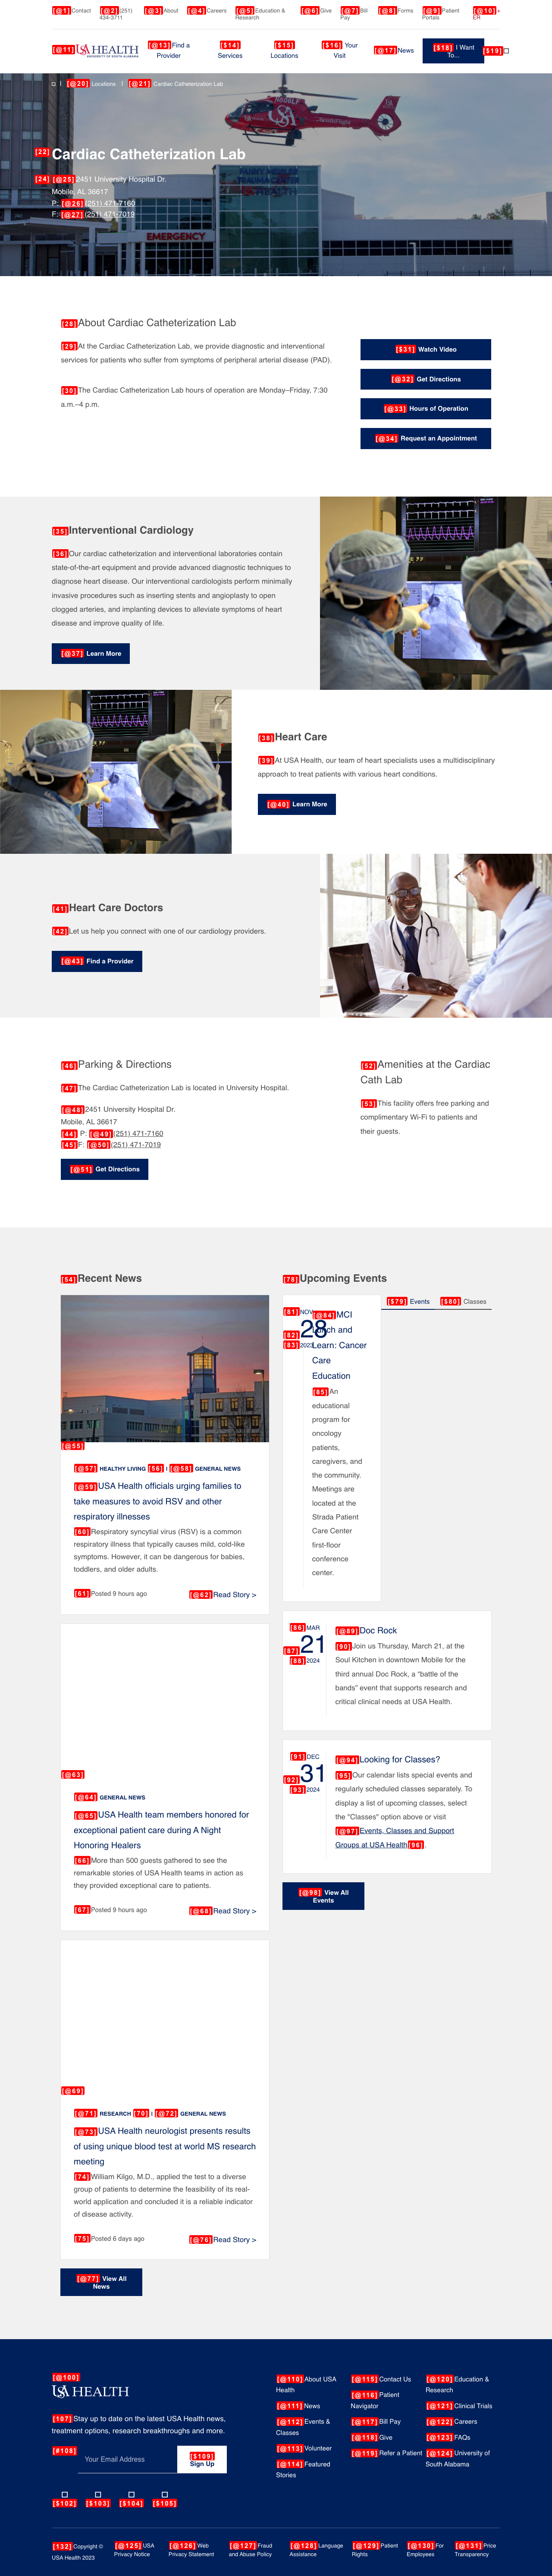 [@1] Contact
[@2] (251) 434-3711
[@3] About
[@4] Careers
[@5] Education & Research
[@6] Give
[@7] Bill Pay
[@8] Forms
[@9] Patient Portals
[@10] + ER
[@11] USA HEALTH
UNIVERSITY OF SOUTH ALABAMA
[@13] Find a Provider
[$14] Services
[$15] Locations
[$16] Your Visit
[@17] News
[$18] I Want To...
[$19]
| [@20] Locations | [@21] Cardiac Catheterization Lab
[22] Cardiac Catheterization Lab
[24] [@25] 2451 University Hospital Dr.
Mobile, AL 36617
P: [@26] (251) 471-7160
F: [@27] (251) 471-7019
EMERGENCY
[28] About Cardiac Catheterization Lab
[29] At the Cardiac Catheterization Lab, we provide diagnostic and interventional
services for patients who suffer from symptoms of peripheral arterial disease (PAD).
[30] The Cardiac Catheterization Lab hours of operation are Monday–Friday, 7:30
a.m.–4 p.m.
[$31] Watch Video
[@32] Get Directions
[@33] Hours of Operation
[@34] Request an Appointment
[35] Interventional Cardiology
[36] Our cardiac catheterization and interventional laboratories contain
state-of-the-art equipment and provide advanced diagnostic techniques to
diagnose heart disease. Our interventional cardiologists perform minimally
invasive procedures such as inserting stents and angioplasty to open
clogged arteries, and implanting devices to alleviate symptoms of heart
disease and improve quality of life.
[@37] Learn More
[38] Heart Care
[39] At USA Health, our team of heart specialists uses a multidisciplinary
approach to treat patients with various heart conditions.
[@40] Learn More
[41] Heart Care Doctors
[42] Let us help you connect with one of our cardiology providers.
[@43] Find a Provider
[46] Parking & Directions
[47] The Cardiac Catheterization Lab is located in University Hospital.
[@48] 2451 University Hospital Dr.
Mobile, AL 36617
[44] P: [@49] (251) 471-7160
[45] F: [@50] (251) 471-7019
[@51] Get Directions
[52] Amenities at the Cardiac
Cath Lab
[53] This facility offers free parking and
complimentary Wi-Fi to patients and
their guests.
[54] Recent News
[@55]
[@57] HEALTHY LIVING [56] | [@58] GENERAL NEWS
[@59] USA Health officials urging families to
take measures to avoid RSV and other
respiratory illnesses
[60] Respiratory syncytial virus (RSV) is a common
respiratory illness that typically causes mild, cold-like
symptoms. However, it can be dangerous for babies,
toddlers, and older adults.
[61] Posted 9 hours ago
[@62] Read Story >
[@63]
[@64] GENERAL NEWS
[@65] USA Health team members honored for
exceptional patient care during A Night
Honoring Healers
[66] More than 500 guests gathered to see the
remarkable stories of USA Health teams in action as
they provided exceptional care to patients.
[67] Posted 9 hours ago
[@68] Read Story >
[@69]
[@71] RESEARCH [70] | [@72] GENERAL NEWS
[@73] USA Health neurologist presents results
of using unique blood test at world MS research
meeting
[74] William Kilgo, M.D., applied the test to a diverse
group of patients to determine the feasibility of its real-
world application and concluded it is a reliable indicator
of disease activity.
[75] Posted 6 days ago
[@76] Read Story >
[@77] View All
News
[78] Upcoming Events
[$79] Events
[$80] Classes
[81] NOV
[82] 28
[83] 2023
[@84] MCI
Lunch and
Learn: Cancer
Care
Education
[85] An
educational
program for
oncology
patients,
caregivers, and
the community.
Meetings are
located at the
Strada Patient
Care Center
first-floor
conference
center.
[86] MAR
[87] 21
[88] 2024
[@89] Doc Rock
[90] Join us Thursday, March 21, at the
Soul Kitchen in downtown Mobile for the
third annual Doc Rock, a “battle of the
bands” event that supports research and
critical clinical needs at USA Health.
[91] DEC
[92] 31
[93] 2024
[@94] Looking for Classes?
[95] Our calendar lists special events and
regularly scheduled classes separately. To
display a list of upcoming classes, select
the "Classes" option above or visit
[@97] Events, Classes and Support
Groups at USA Health [96] .
[@98] View All
Events
[@100]
USA HEALTH
[107] Stay up to date on the latest USA Health news,
treatment options, research breakthroughs and more.
[#108] Your Email Address
[$109] Sign Up
[$102] [$103] [$104] [$105]
[@110] About USA
Health
[@111] News
[@112] Events &
Classes
[@113] Volunteer
[@114] Featured
Stories
[@115] Contact Us
[@116] Patient
Navigator
[@117] Bill Pay
[@118] Give
[@119] Refer a Patient
[@120] Education &
Research
[@121] Clinical Trials
[@122] Careers
[@123] FAQs
[@124] University of
South Alabama
[132] Copyright ©
USA Health 2023
[@125] USA
Privacy Notice
[@126] Web
Privacy Statement
[@127] Fraud
and Abuse Policy
[@128] Language
Assistance
[@129] Patient
Rights
[@130] For
Employees
[@131] Price
Transparency